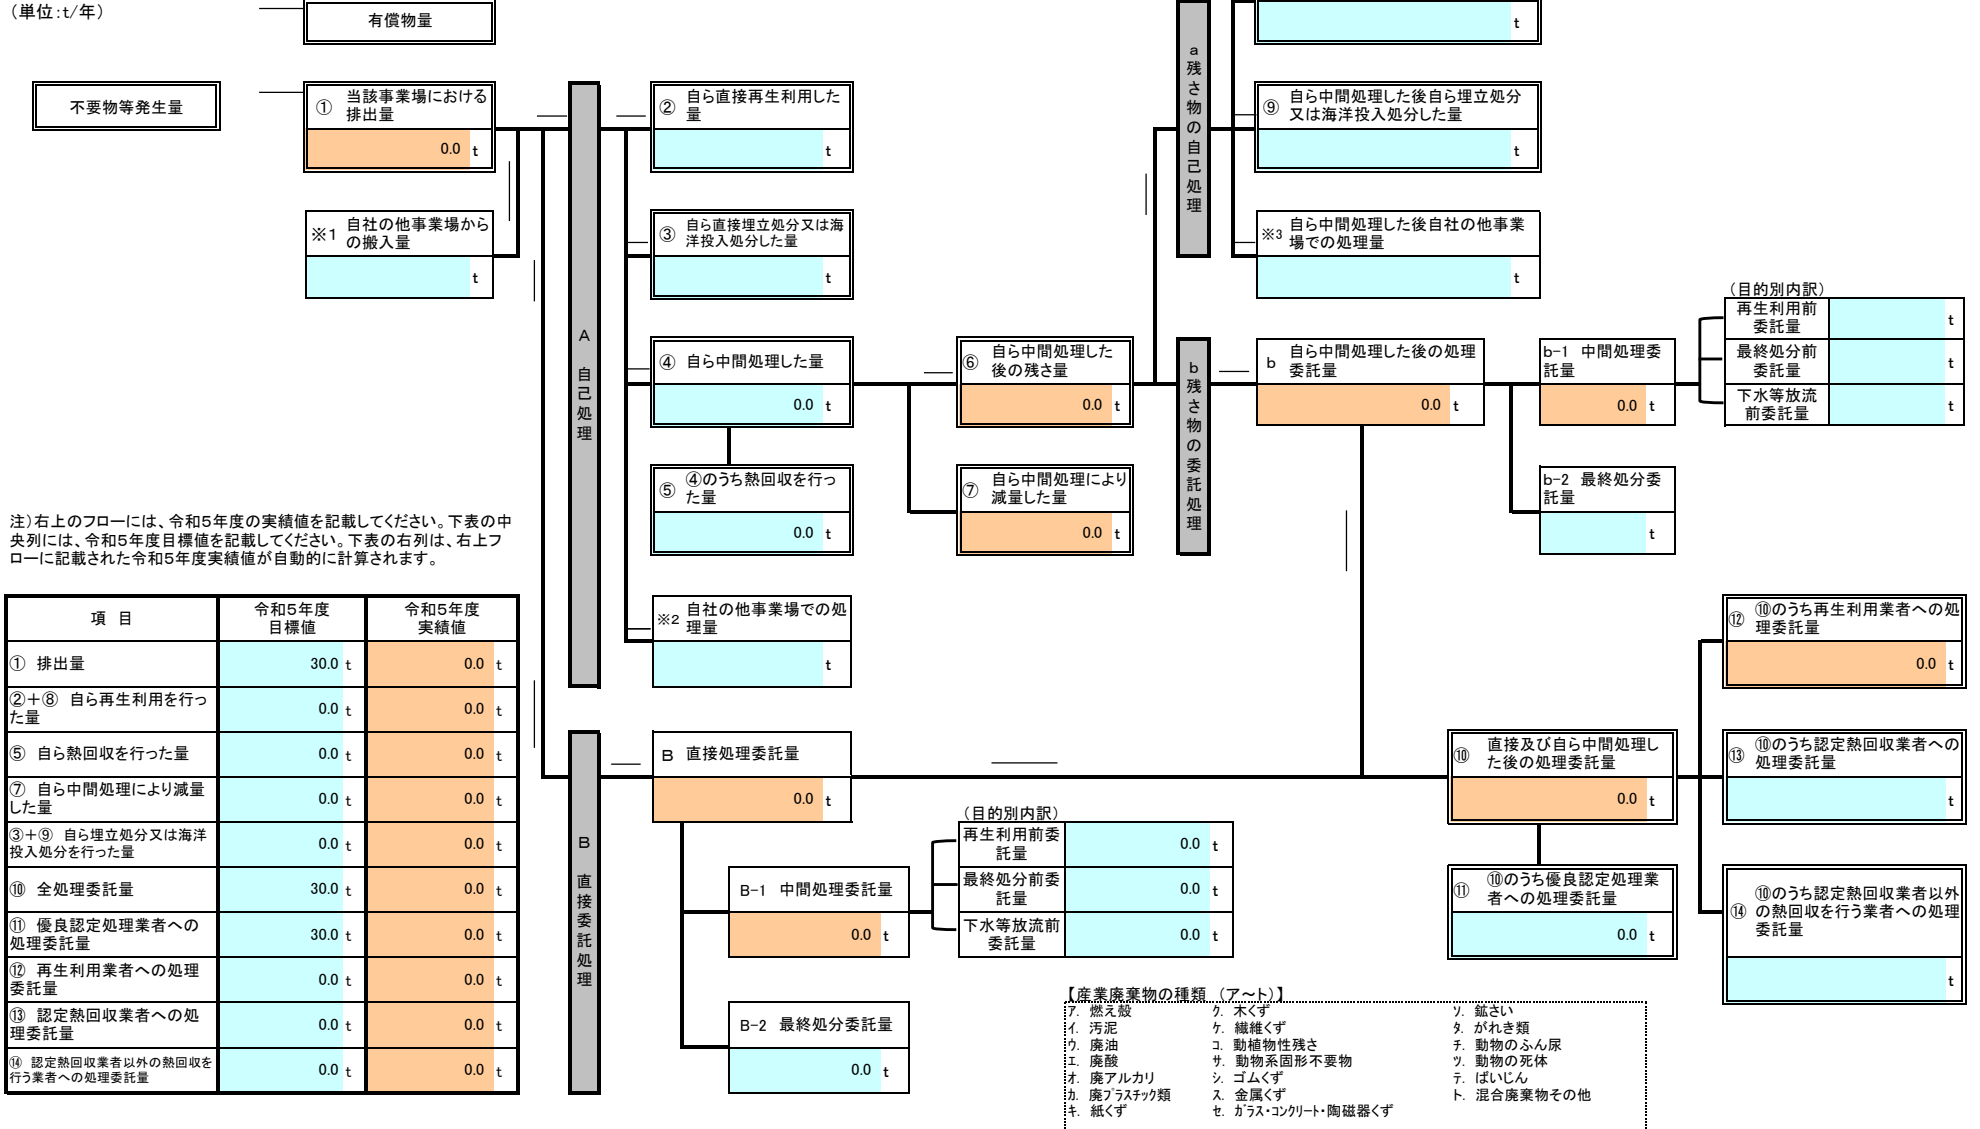 （単位：t/年）
有償物量
t
不要物等発生量
① 当該事業場における
排出量
0.0 t
※1 自社の他事業場から
の搬入量
t
A 自己処理
② 自ら直接再生利用した
量
t
③ 自ら直接埋立処分又は海
洋投入処分した量
t
④ 自ら中間処理した量
0.0 t
⑤ ④のうち熱回収を行っ
た量
0.0 t
※2 自社の他事業場での処
理量
t
⑥ 自ら中間処理した
後の残さ量
0.0 t
⑦ 自ら中間処理により
減量した量
0.0 t
a 残さ物の自己処理
⑨ 自ら中間処理した後自ら埋立処分
又は海洋投入処分した量
t
※3 自ら中間処理した後自社の他事業
場での処理量
t
b 残さ物の委託処理
b 自ら中間処理した後の処理
委託量
0.0 t
b-1 中間処理委
託量
0.0 t
b-2 最終処分委
託量
t
（目的別内訳）
再生利用前
委託量 t
最終処分前
委託量 t
下水等放流
前委託量 t
注）右上のフローには、令和5年度の実績値を記載してください。下表の中
央列には、令和5年度目標値を記載してください。下表の右列は、右上フ
ローに記載された令和5年度実績値が自動的に計算されます。
項 目 令和5年度
目標値 令和5年度
実績値
① 排出量 30.0 t 0.0 t
②＋⑧ 自ら再生利用を行っ
た量 0.0 t 0.0 t
⑤ 自ら熱回収を行った量 0.0 t 0.0 t
⑦ 自ら中間処理により減量
した量 0.0 t 0.0 t
③＋⑨ 自ら埋立処分又は海洋
投入処分を行った量 0.0 t 0.0 t
⑩ 全処理委託量 30.0 t 0.0 t
⑪ 優良認定処理業者への
処理委託量 30.0 t 0.0 t
⑫ 再生利用業者への処理
委託量 0.0 t 0.0 t
⑬ 認定熱回収業者への処
理委託量 0.0 t 0.0 t
⑭ 認定熱回収業者以外の熱回収を
行う業者への処理委託量 0.0 t 0.0 t
B 直接委託処理
B 直接処理委託量
0.0 t
B-1 中間処理委託量
0.0 t
B-2 最終処分委託量
0.0 t
（目的別内訳）
再生利用前委
託量 0.0 t
最終処分前委
託量 0.0 t
下水等放流前
委託量 0.0 t
⑩ 直接及び自ら中間処理し
た後の処理委託量
0.0 t
⑪ ⑩のうち優良認定処理業
者への処理委託量
0.0 t
⑫ ⑩のうち再生利用業者への処
理委託量
0.0 t
⑬ ⑩のうち認定熱回収業者への
処理委託量
t
⑭ ⑩のうち認定熱回収業者以外
の熱回収を行う業者への処理
委託量
t
【産業廃棄物の種類 （ア～ト）】
ア. 燃え殻 ク. 木くず ソ. 鉱さい
イ. 汚泥 ケ. 繊維くず タ. がれき類
ウ. 廃油 コ. 動植物性残さ チ. 動物のふん尿
エ. 廃酸 サ. 動物系固形不要物 ツ. 動物の死体
オ. 廃アルカリ シ. ゴムくず テ. ばいじん
カ. 廃プラスチック類 ス. 金属くず ト. 混合廃棄物その他
キ. 紙くず セ. ガラス・コンクリート・陶磁器くず